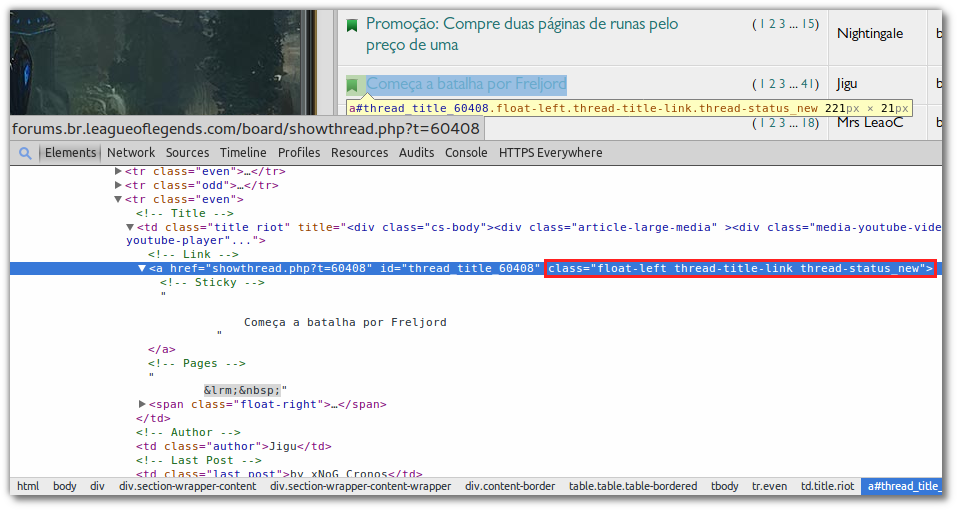 Promoção: Compre duas páginas de runas pelo
preço de uma
( 1 2 3 ... 15)
Nightingale
b
Começa a batalha por Freljord
( 1 2 3 ... 41)
Jigu
b
a#thread_title_60408.float-left.thread-title-link.thread-status_new 221px × 21px
( 1 2 3 ... 18)
Mrs LeaoC
b
forums.br.leagueoflegends.com/board/showthread.php?t=60408
Elements Network Sources Timeline Profiles Resources Audits Console HTTPS Everywhere
▶<tr class="even">…</tr>
▶<tr class="odd">…</tr>
▼<tr class="even">
<!-- Title -->
▼<td class="title riot" title="<div class="cs-body"><div class="article-large-media" ><div class="media-youtube-vide
youtube-player"...">
<!-- Link -->
▼<a href="showthread.php?t=60408" id="thread_title_60408" class="float-left thread-title-link thread-status_new">
<!-- Sticky -->
"
Começa a batalha por Freljord
"
</a>
<!-- Pages -->
"
&lrm;&nbsp;"
▶<span class="float-right">…</span>
</td>
<!-- Author -->
<td class="author">Jigu</td>
<!-- Last Post -->
<td class="last_post">by xNoG Cronos</td>
html body div div.section-wrapper-content div.section-wrapper-content-wrapper div.content-border table.table.table-bordered tbody tr.even td.title.riot a#thread_title_